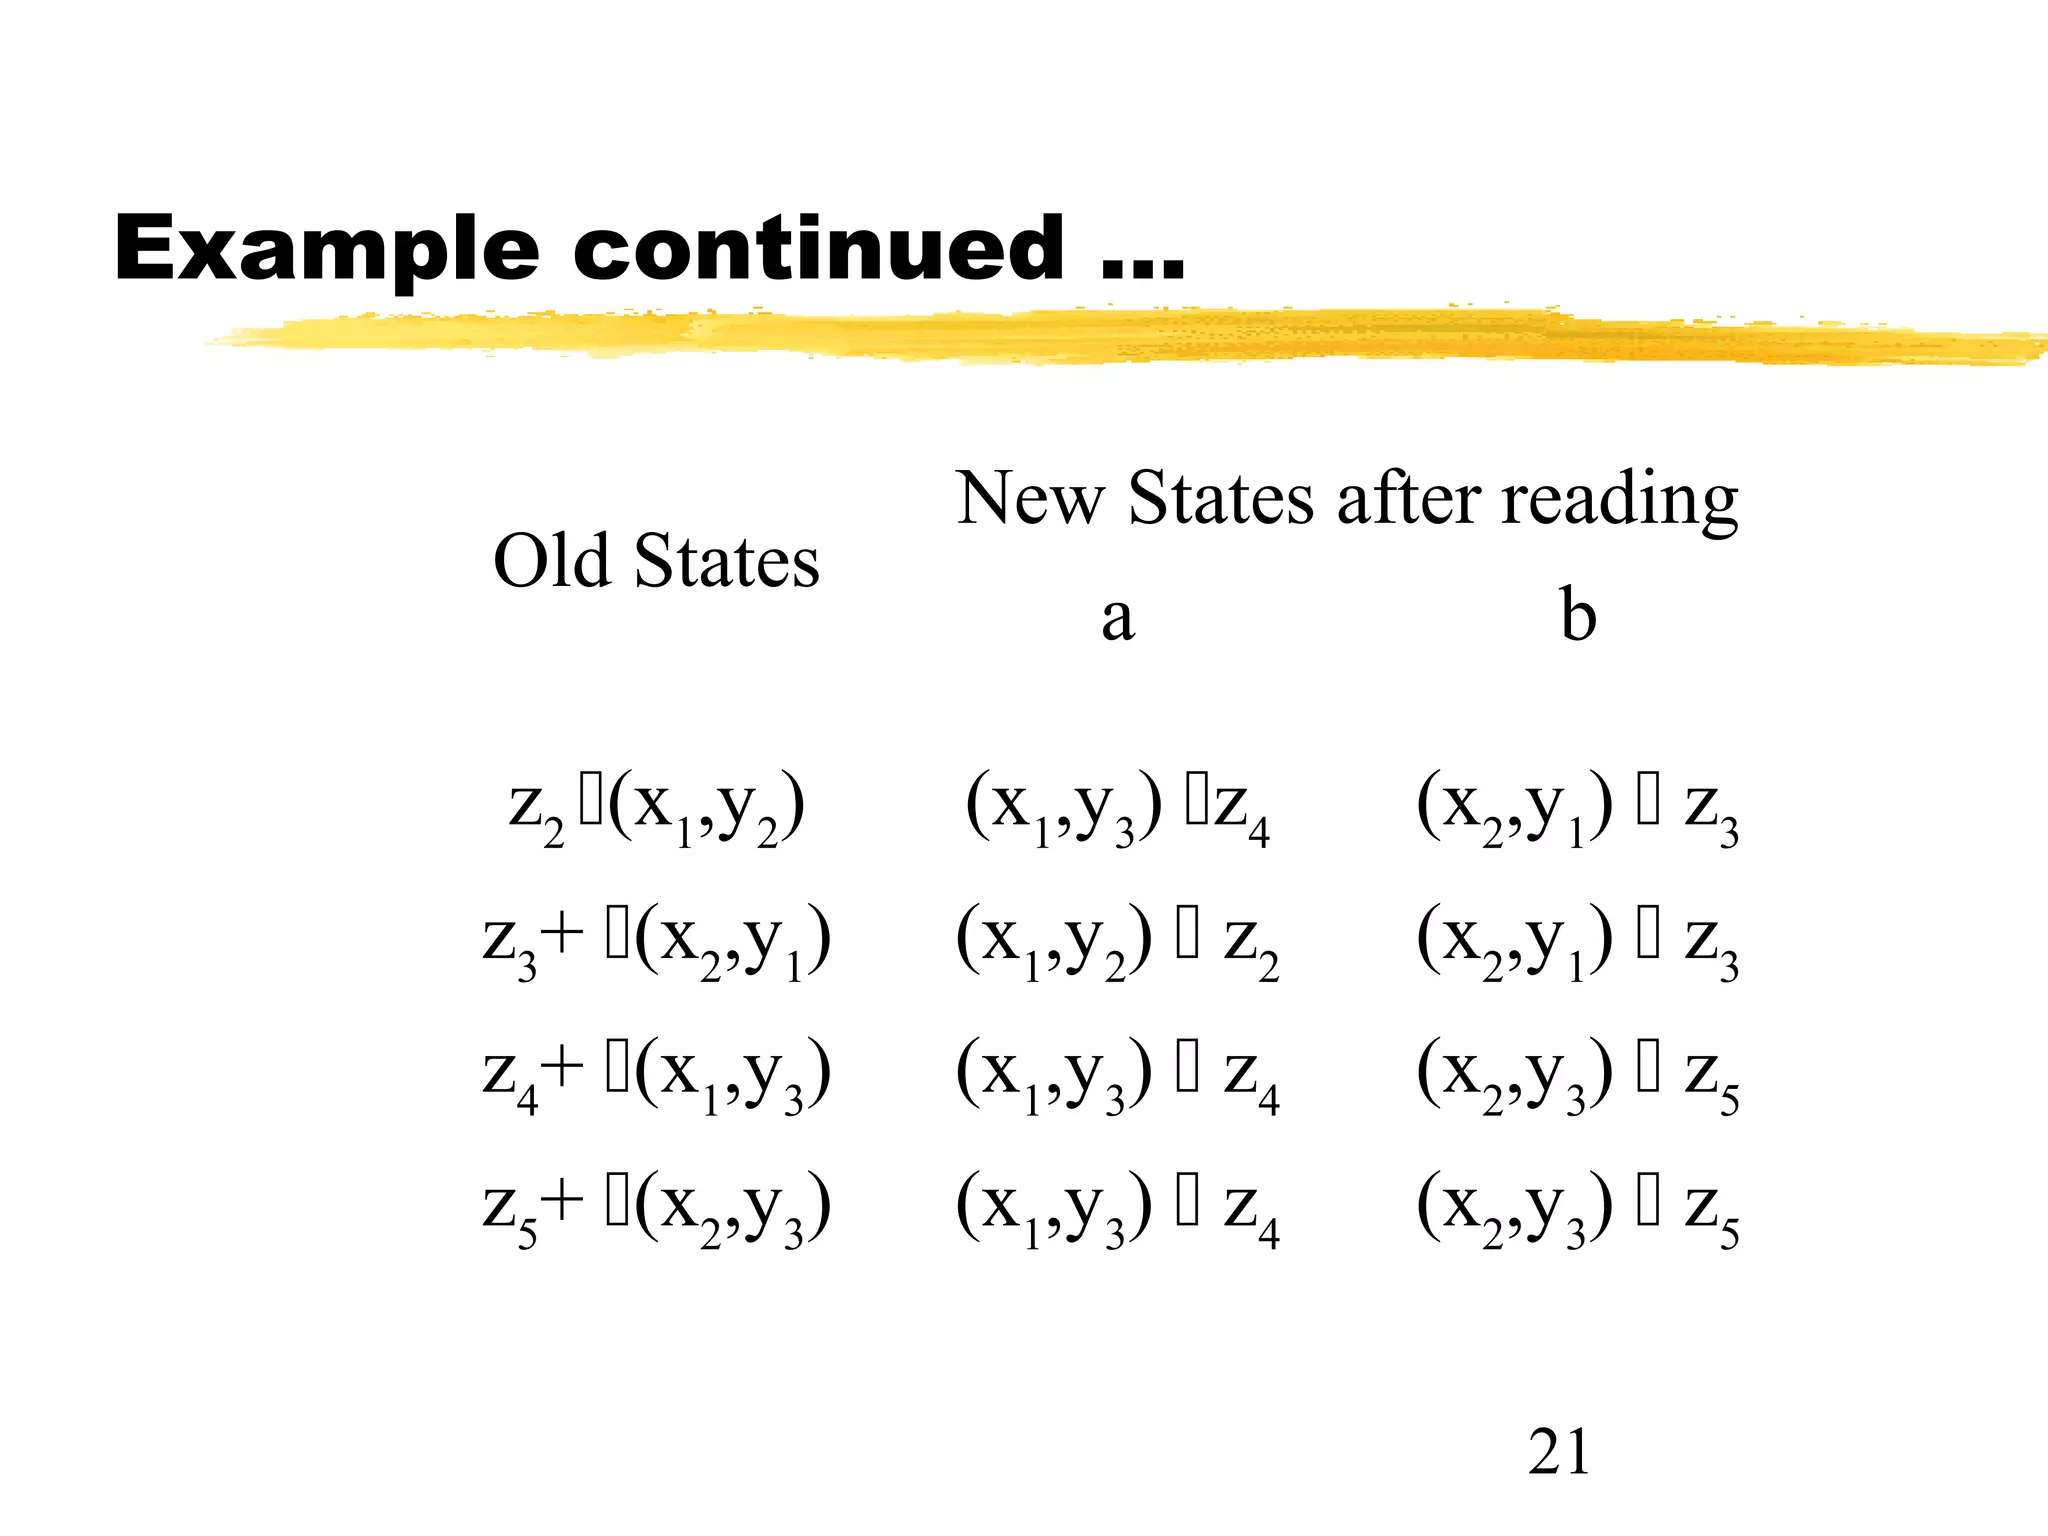 Example continued ...
Old States
New States after reading
a b
z₂ (x₁,y₂) (x₁,y₃) z₄ (x₂,y₁) z₃
z₃+ (x₂,y₁) (x₁,y₂) z₂ (x₂,y₁) z₃
z₄+ (x₁,y₃) (x₁,y₃) z₄ (x₂,y₃) z₅
z₅+ (x₂,y₃) (x₁,y₃) z₄ (x₂,y₃) z₅
21